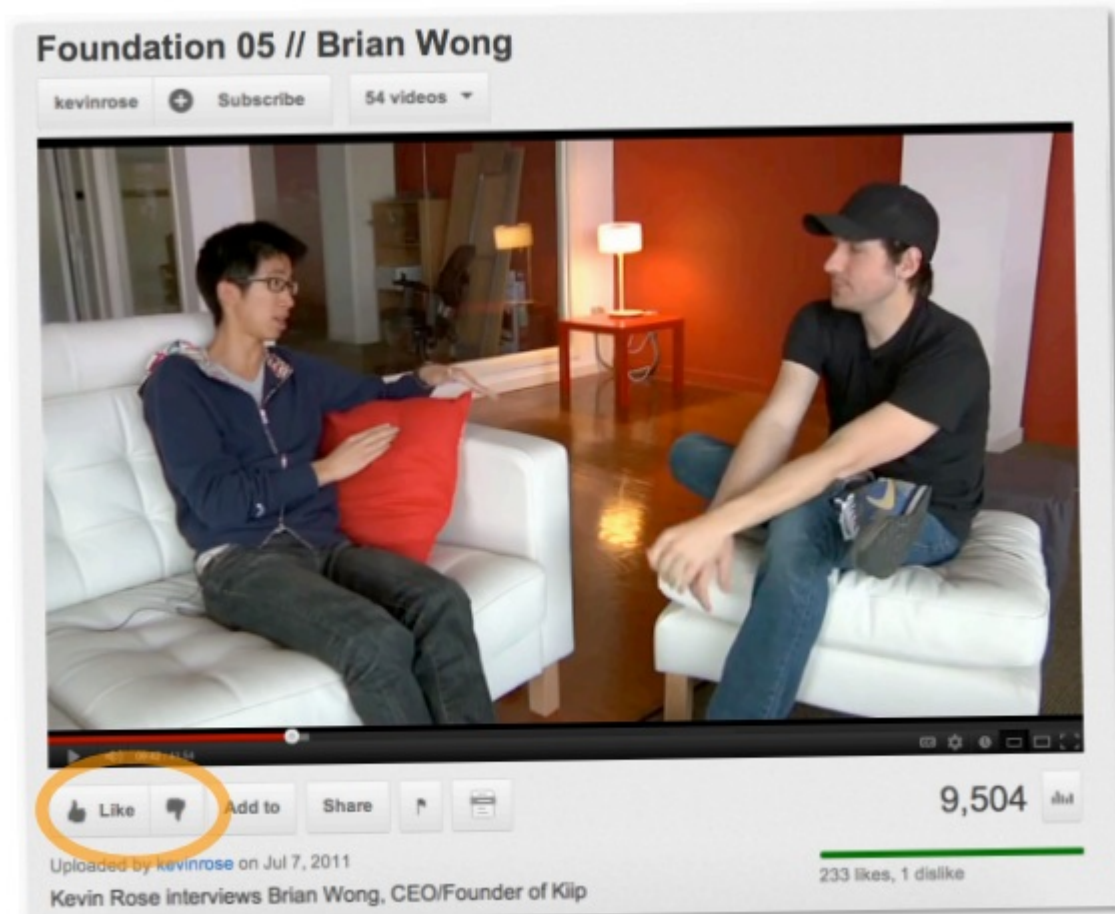 Foundation 05 // Brian Wong
kevinrose Subscribe 54 videos
Like Add to Share 9,504
Uploaded by kevinrose on Jul 7, 2011
233 likes, 1 dislike
Kevin Rose interviews Brian Wong, CEO/Founder of Kiip